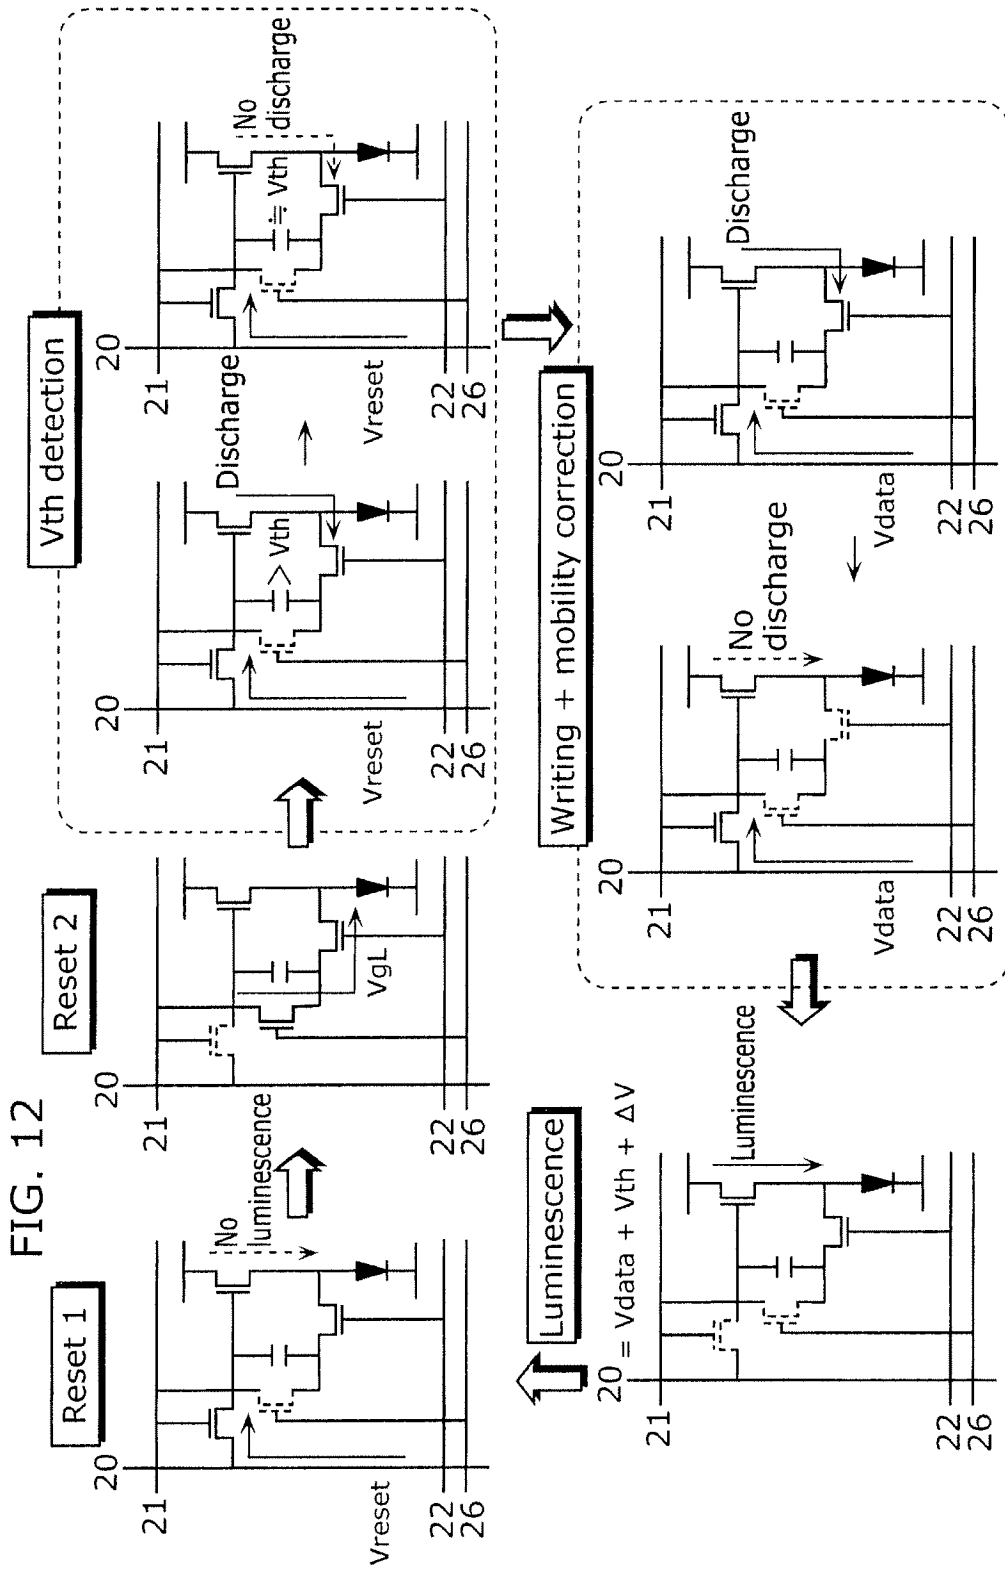 FIG. 12
Reset 1
20
21
No
luminescence
Vreset
22
26
Reset 2
20
21
VgL
22
26
Vth detection
20
21
Discharge
> Vth
Vreset
22
26
20
21
No
discharge
≒ Vth
Vreset
22
26
Luminescence
20 = Vdata + Vth + ΔV
21
Luminescence
22
26
Writing + mobility correction
20
21
No
discharge
Vdata
22
26
20
21
Discharge
Vdata
22
26